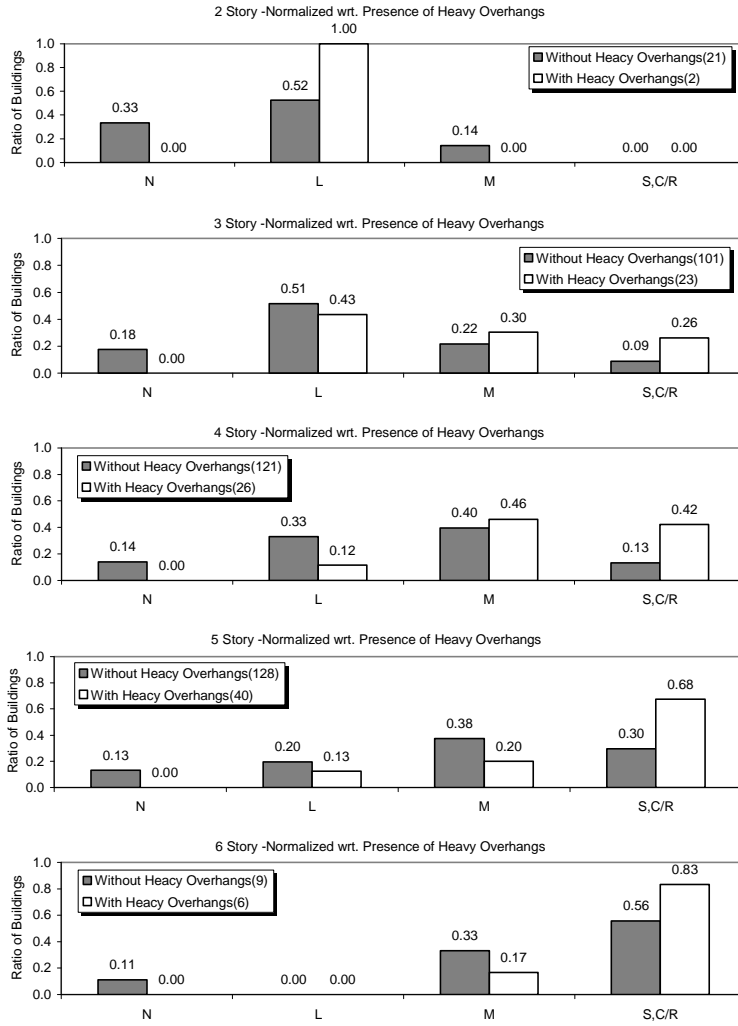 2 Story -Normalized wrt. Presence of Heavy Overhangs
1.00
Ratio of Buildings
1.0
0.8
0.6
0.4
0.2
0.0
Without Heacy Overhangs(21)
With Heacy Overhangs(2)
0.33
0.00
0.52
0.14
0.00
0.00
0.00
N
L
M
S,C/R
3 Story -Normalized wrt. Presence of Heavy Overhangs
Ratio of Buildings
1.0
0.8
0.6
0.4
0.2
0.0
Without Heacy Overhangs(101)
With Heacy Overhangs(23)
0.18
0.00
0.51
0.43
0.22
0.30
0.09
0.26
N
L
M
S,C/R
4 Story -Normalized wrt. Presence of Heavy Overhangs
Ratio of Buildings
1.0
0.8
0.6
0.4
0.2
0.0
Without Heacy Overhangs(121)
With Heacy Overhangs(26)
0.14
0.00
0.33
0.12
0.40
0.46
0.13
0.42
N
L
M
S,C/R
5 Story -Normalized wrt. Presence of Heavy Overhangs
Ratio of Buildings
1.0
0.8
0.6
0.4
0.2
0.0
Without Heacy Overhangs(128)
With Heacy Overhangs(40)
0.13
0.00
0.20
0.13
0.38
0.20
0.30
0.68
N
L
M
S,C/R
6 Story -Normalized wrt. Presence of Heavy Overhangs
Ratio of Buildings
1.0
0.8
0.6
0.4
0.2
0.0
Without Heacy Overhangs(9)
With Heacy Overhangs(6)
0.11
0.00
0.00
0.00
0.33
0.17
0.56
0.83
N
L
M
S,C/R